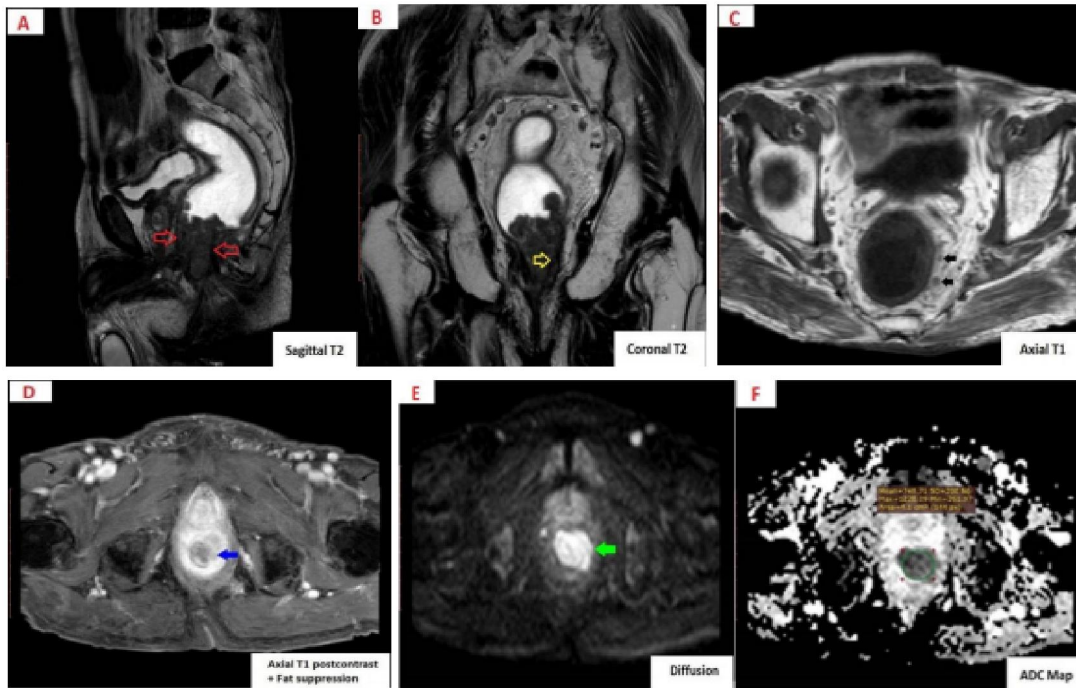 A
B
C
Sagittal T2
Coronal T2
Axial T1
D
E
F
Axial T1 postcontrast
+ Fat suppression
Diffusion
ADC Map